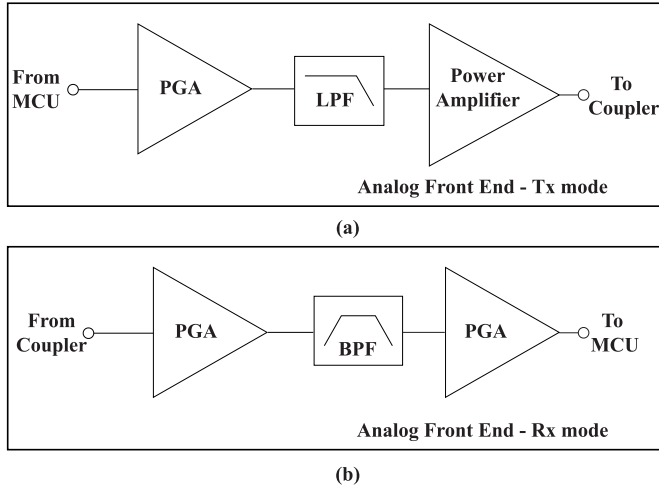 From
MCU
PGA
LPF
Power
Amplifier
To
Coupler
Analog Front End - Tx mode
(a)
From
Coupler
PGA
BPF
PGA
To
MCU
Analog Front End - Rx mode
(b)